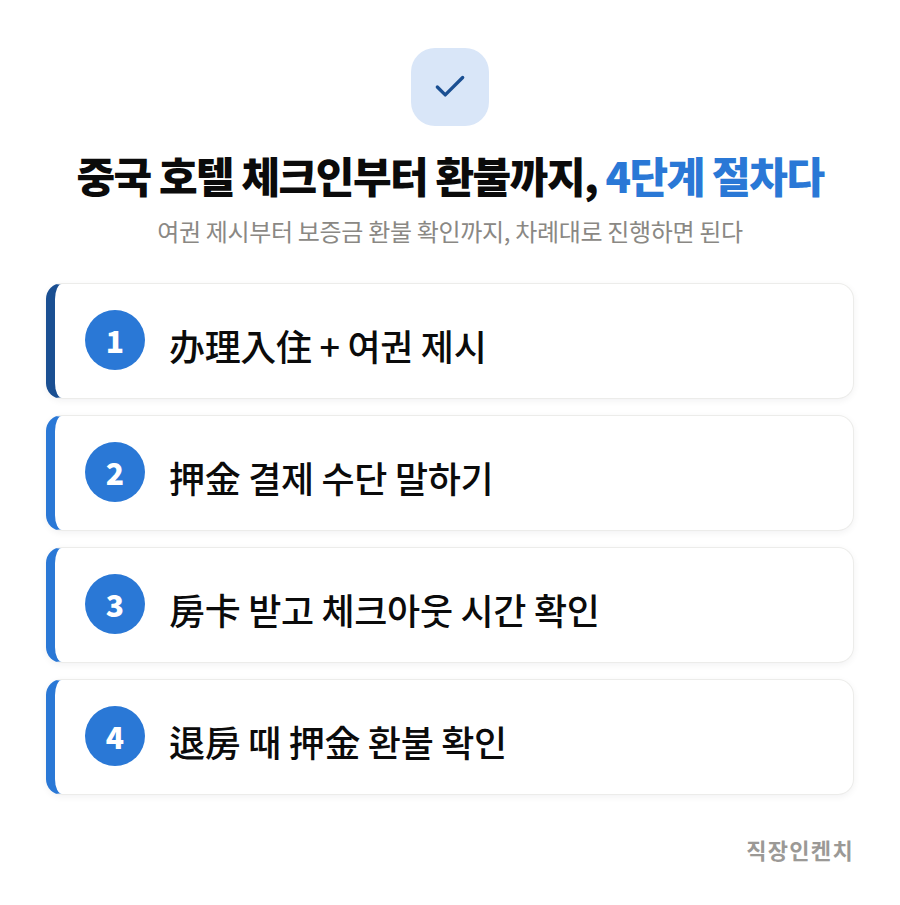 중국 호텔 체크인부터 환불까지, 4단계 절차다
여권 제시부터 보증금 환불 확인까지, 차례대로 진행하면 된다
1 办理入住 + 여권 제시
2 押金 결제 수단 말하기
3 房卡 받고 체크아웃 시간 확인
4 退房 때 押金 환불 확인
직장인켄치